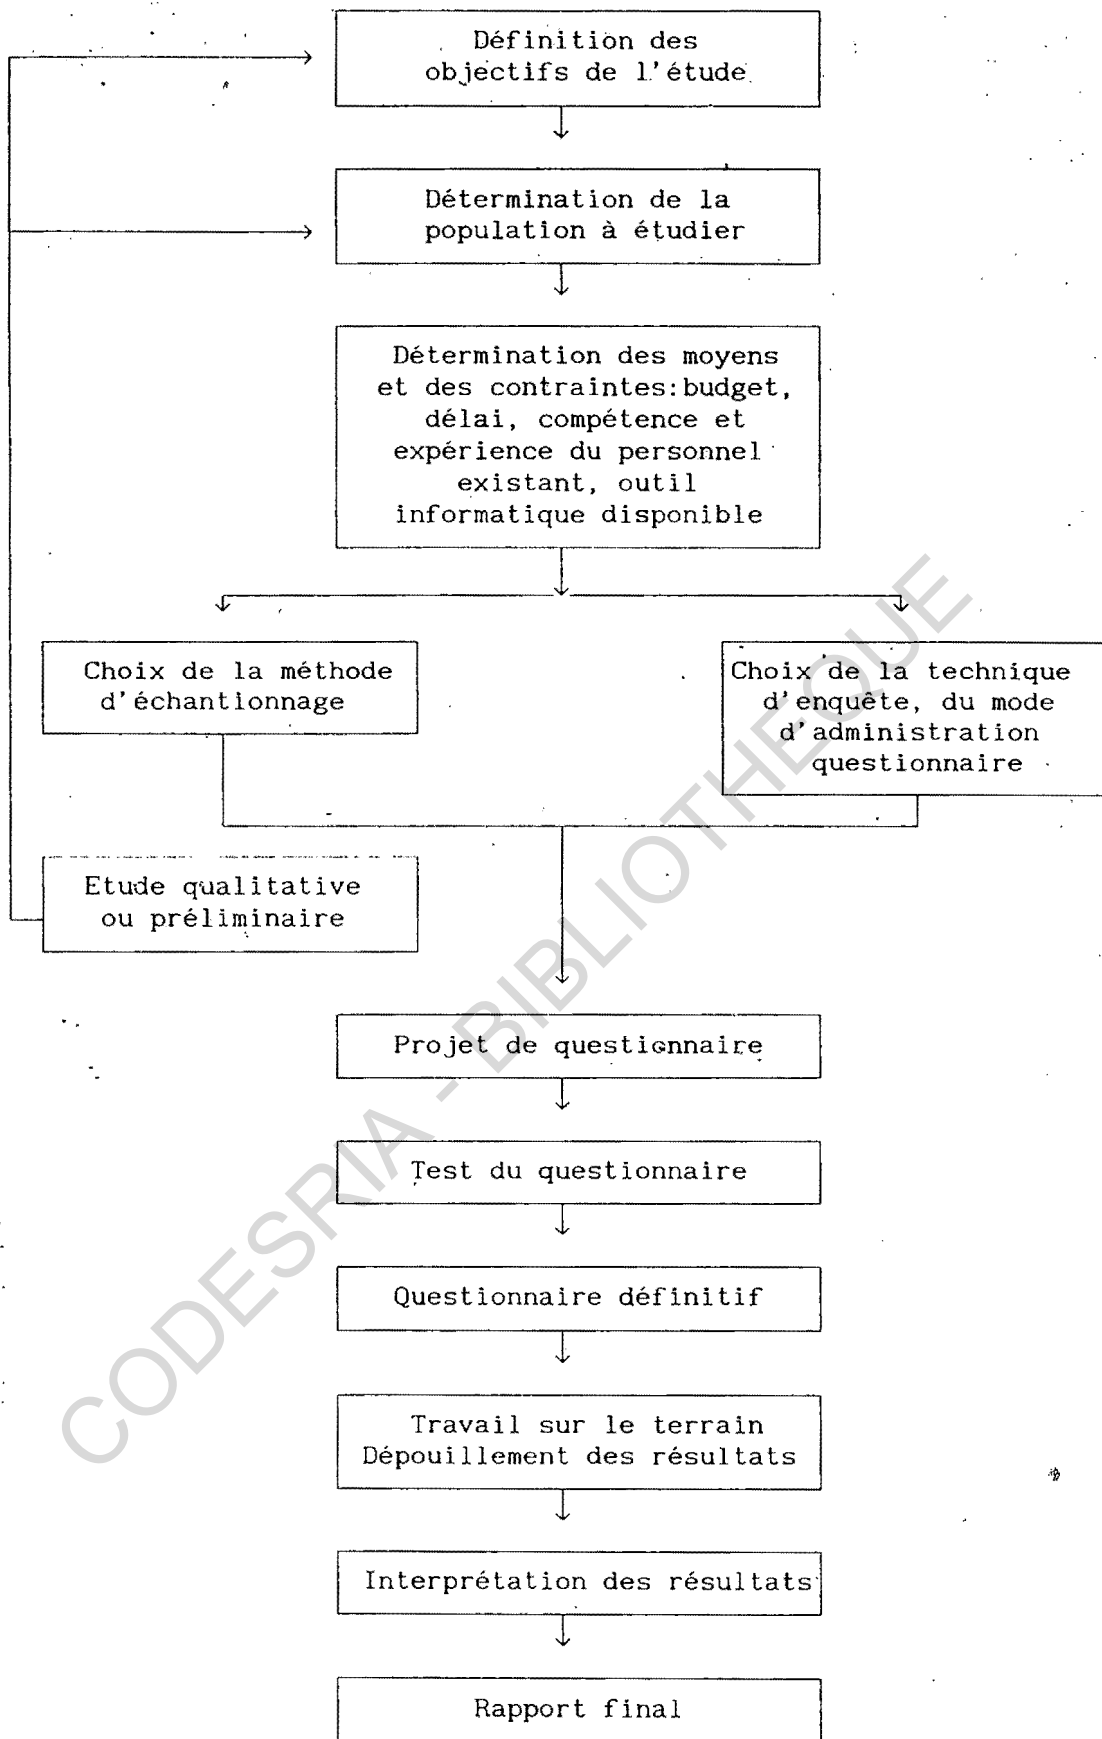 Définition des
objectifs de l'étude
Détermination de la
population à étudier
Détermination des moyens
et des contraintes:budget,
délai, compétence et
expérience du personnel
existant, outil
informatique disponible
Choix de la méthode
d'échantionnage
Choix de la technique
d'enquête, du mode
d'administration
questionnaire
Etude qualitative
ou préliminaire
Projet de questionnaire
Test du questionnaire
Questionnaire définitif
Travail sur le terrain
Dépouillement des résultats
Interprétation des résultats
Rapport final
CODESRIA - BIBLIOTHEQUE